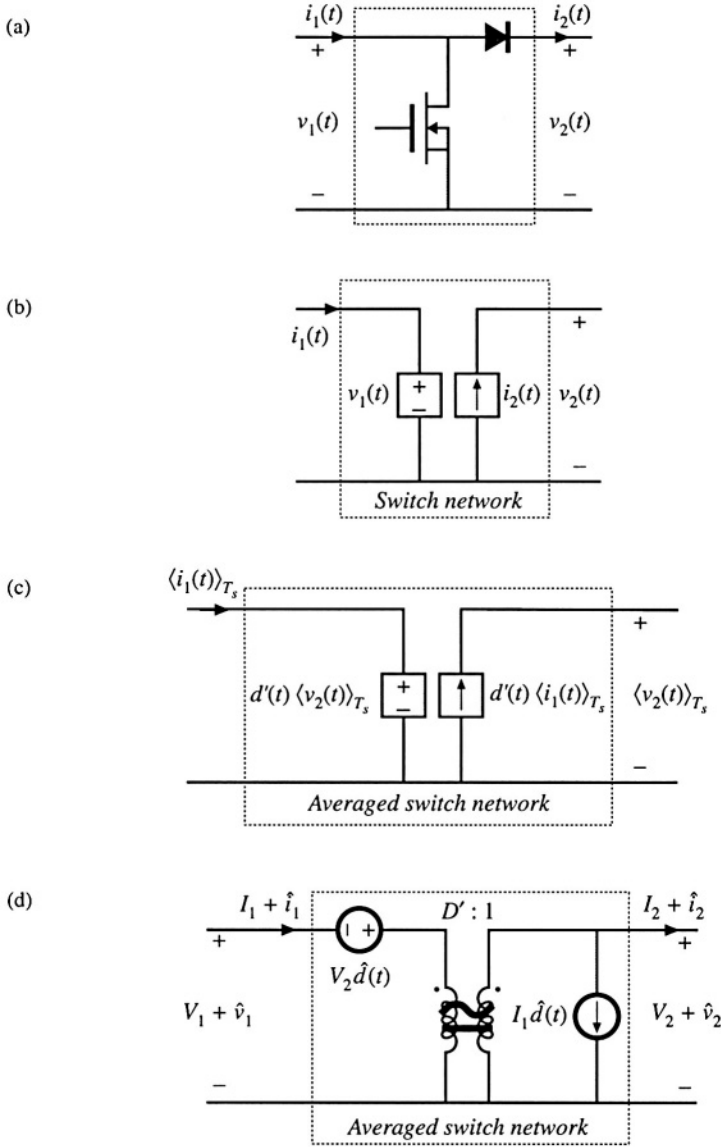 (a)
i₁(t)
i₂(t)
+
+
v₁(t)
v₂(t)
−
−
(b)
i₁(t)
+
v₁(t)
+
−
i₂(t)
v₂(t)
−
Switch network
(c)
⟨i₁(t)⟩Tₛ
+
d'(t) ⟨v₂(t)⟩Tₛ
+
−
d'(t) ⟨i₁(t)⟩Tₛ
⟨v₂(t)⟩Tₛ
−
Averaged switch network
(d)
I₁ + î₁
D' : 1
I₂ + î₂
+
− +
+
V₂d̂(t)
V₁ + v̂₁
I₁d̂(t)
V₂ + v̂₂
−
−
Averaged switch network